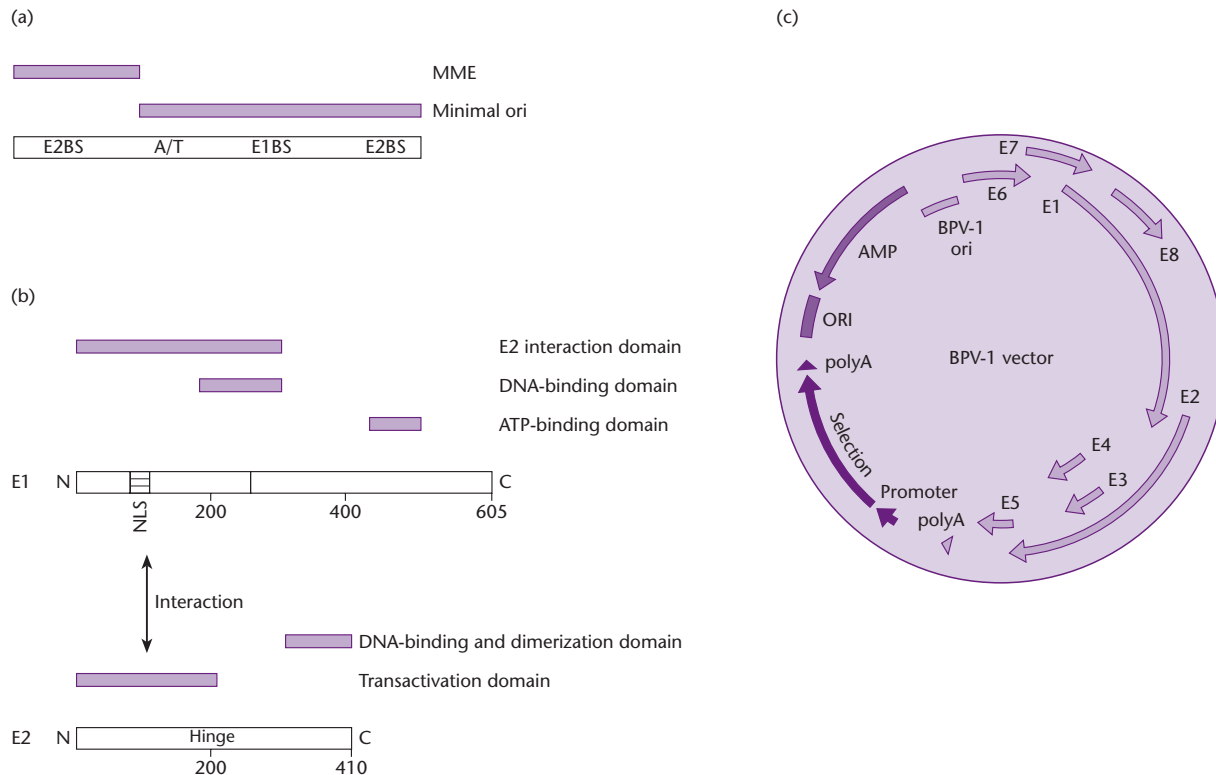 (a)
MME
Minimal ori
E2BS A/T E1BS E2BS
(b)
E2 interaction domain
DNA-binding domain
ATP-binding domain
E1 N C
NLS
200 400 605
Interaction
DNA-binding and dimerization domain
Transactivation domain
E2 N Hinge C
200 410
(c)
E7
E6
E1
BPV-1
ori
E8
AMP
ORI
polyA
BPV-1 vector
E2
Selection
E4
E3
Promoter
E5
polyA